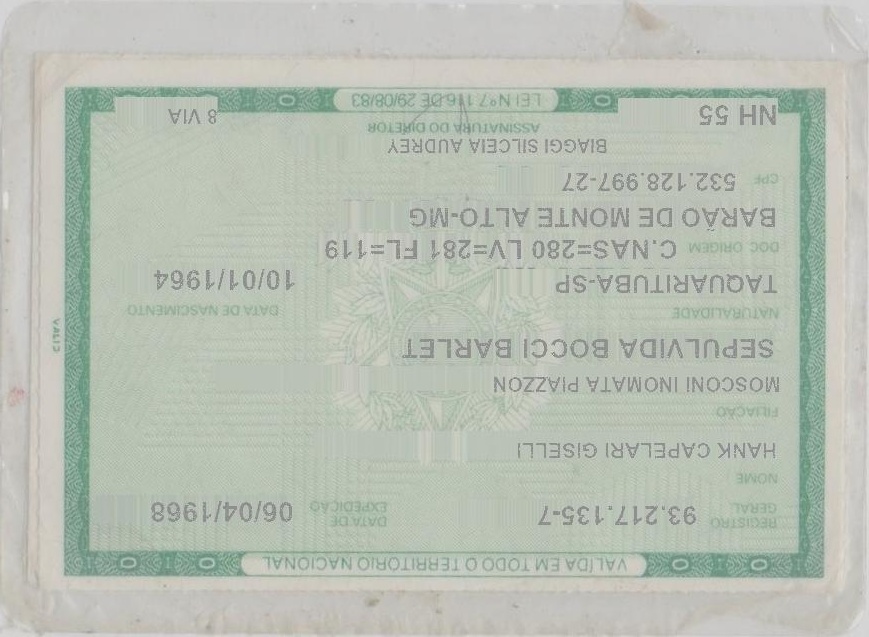 VALÍDA EM TODO O TERRITORIO NACIONAL
REGISTRO GERAL 93.217.135-7 DATA DE EXPEDIÇÃO 06/04/1968
NOME
HANK CAPELARI GISELLI
FILIAÇÃO
MOSCONI INOMATA PIAZZON
SEPULVIDA BOCCI BARLET
NATURALIDADE DATA DE NASCIMENTO
TAQUARITUBA-SP 10/01/1964
DOC ORIGEM C.NAS=280 LV=281 FL=119
BARÃO DE MONTE ALTO-MG
CPF 532.128.997-27
BIAGGI SILCEIA AUDREY
ASSINATURA DO DIRETOR
NH 55 8 VIA
LEI Nº 7.116 DE 29/08/83